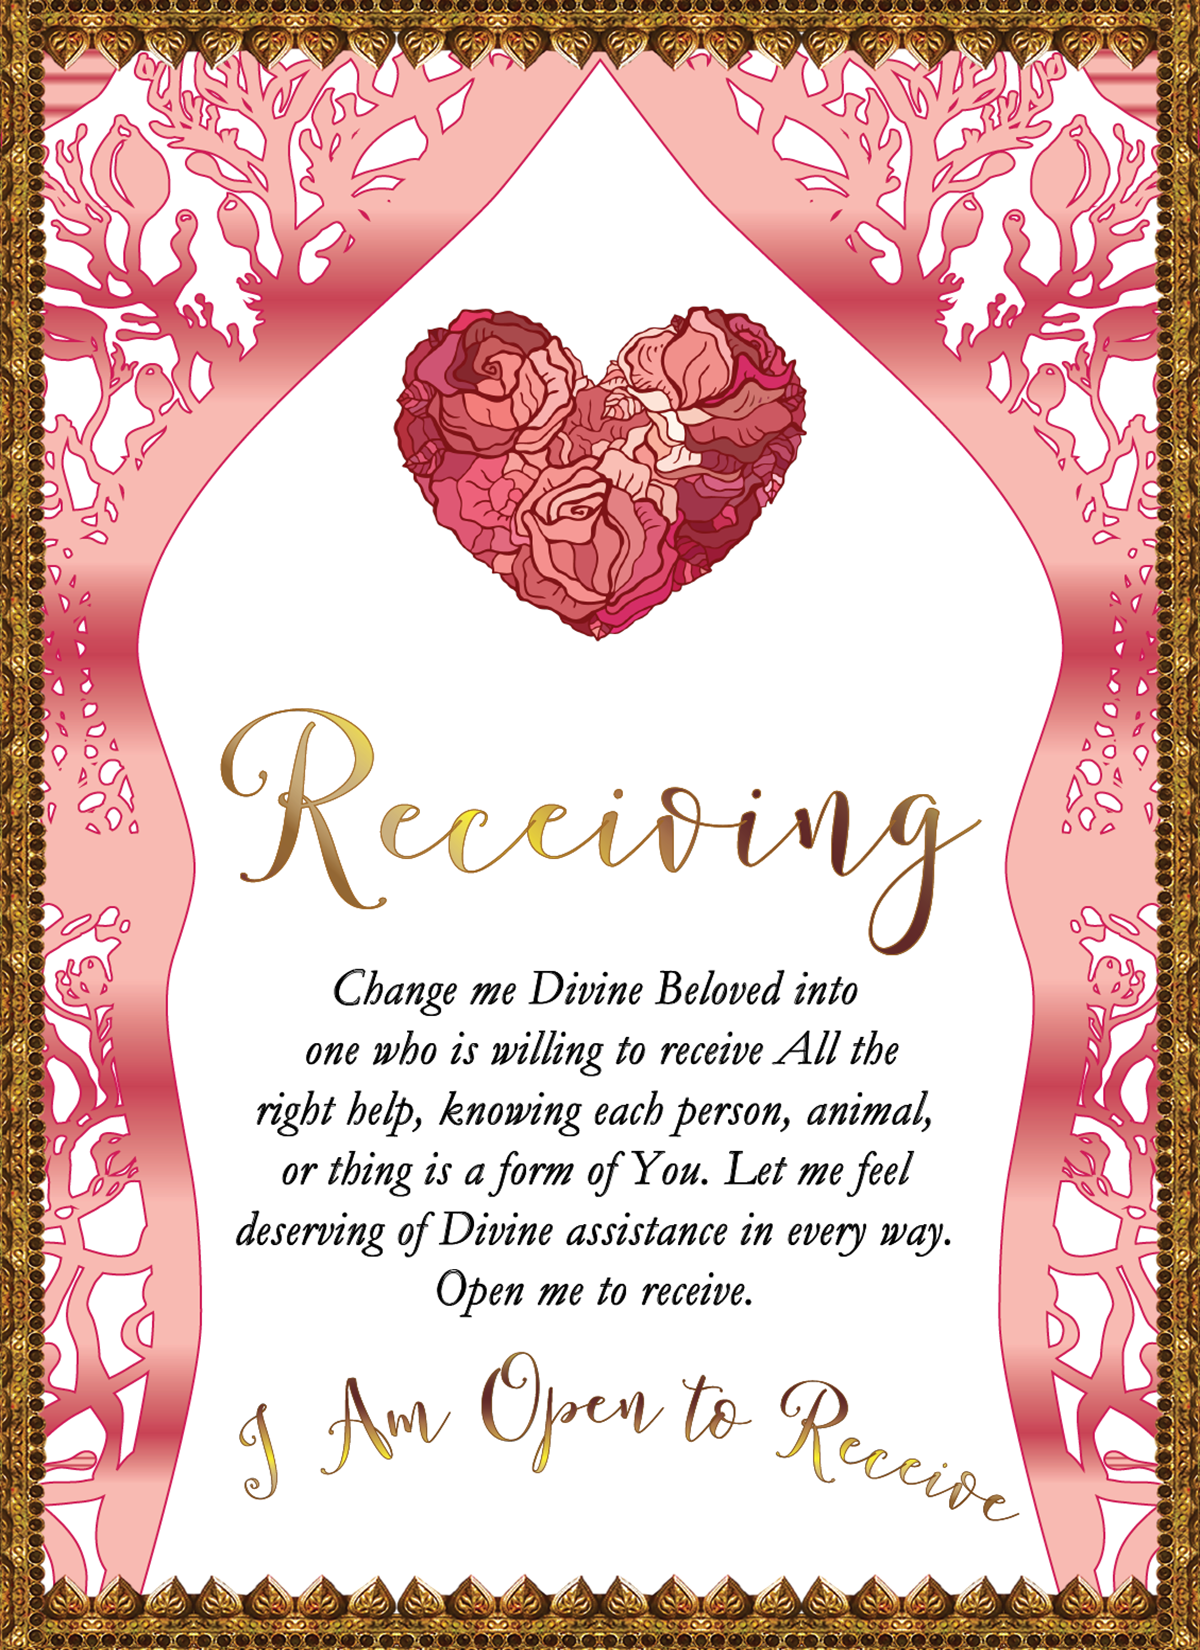 Receiving
Change me Divine Beloved into
one who is willing to receive All the
right help, knowing each person, animal,
or thing is a form of You. Let me feel
deserving of Divine assistance in every way.
Open me to receive.
I Am Open to Receive